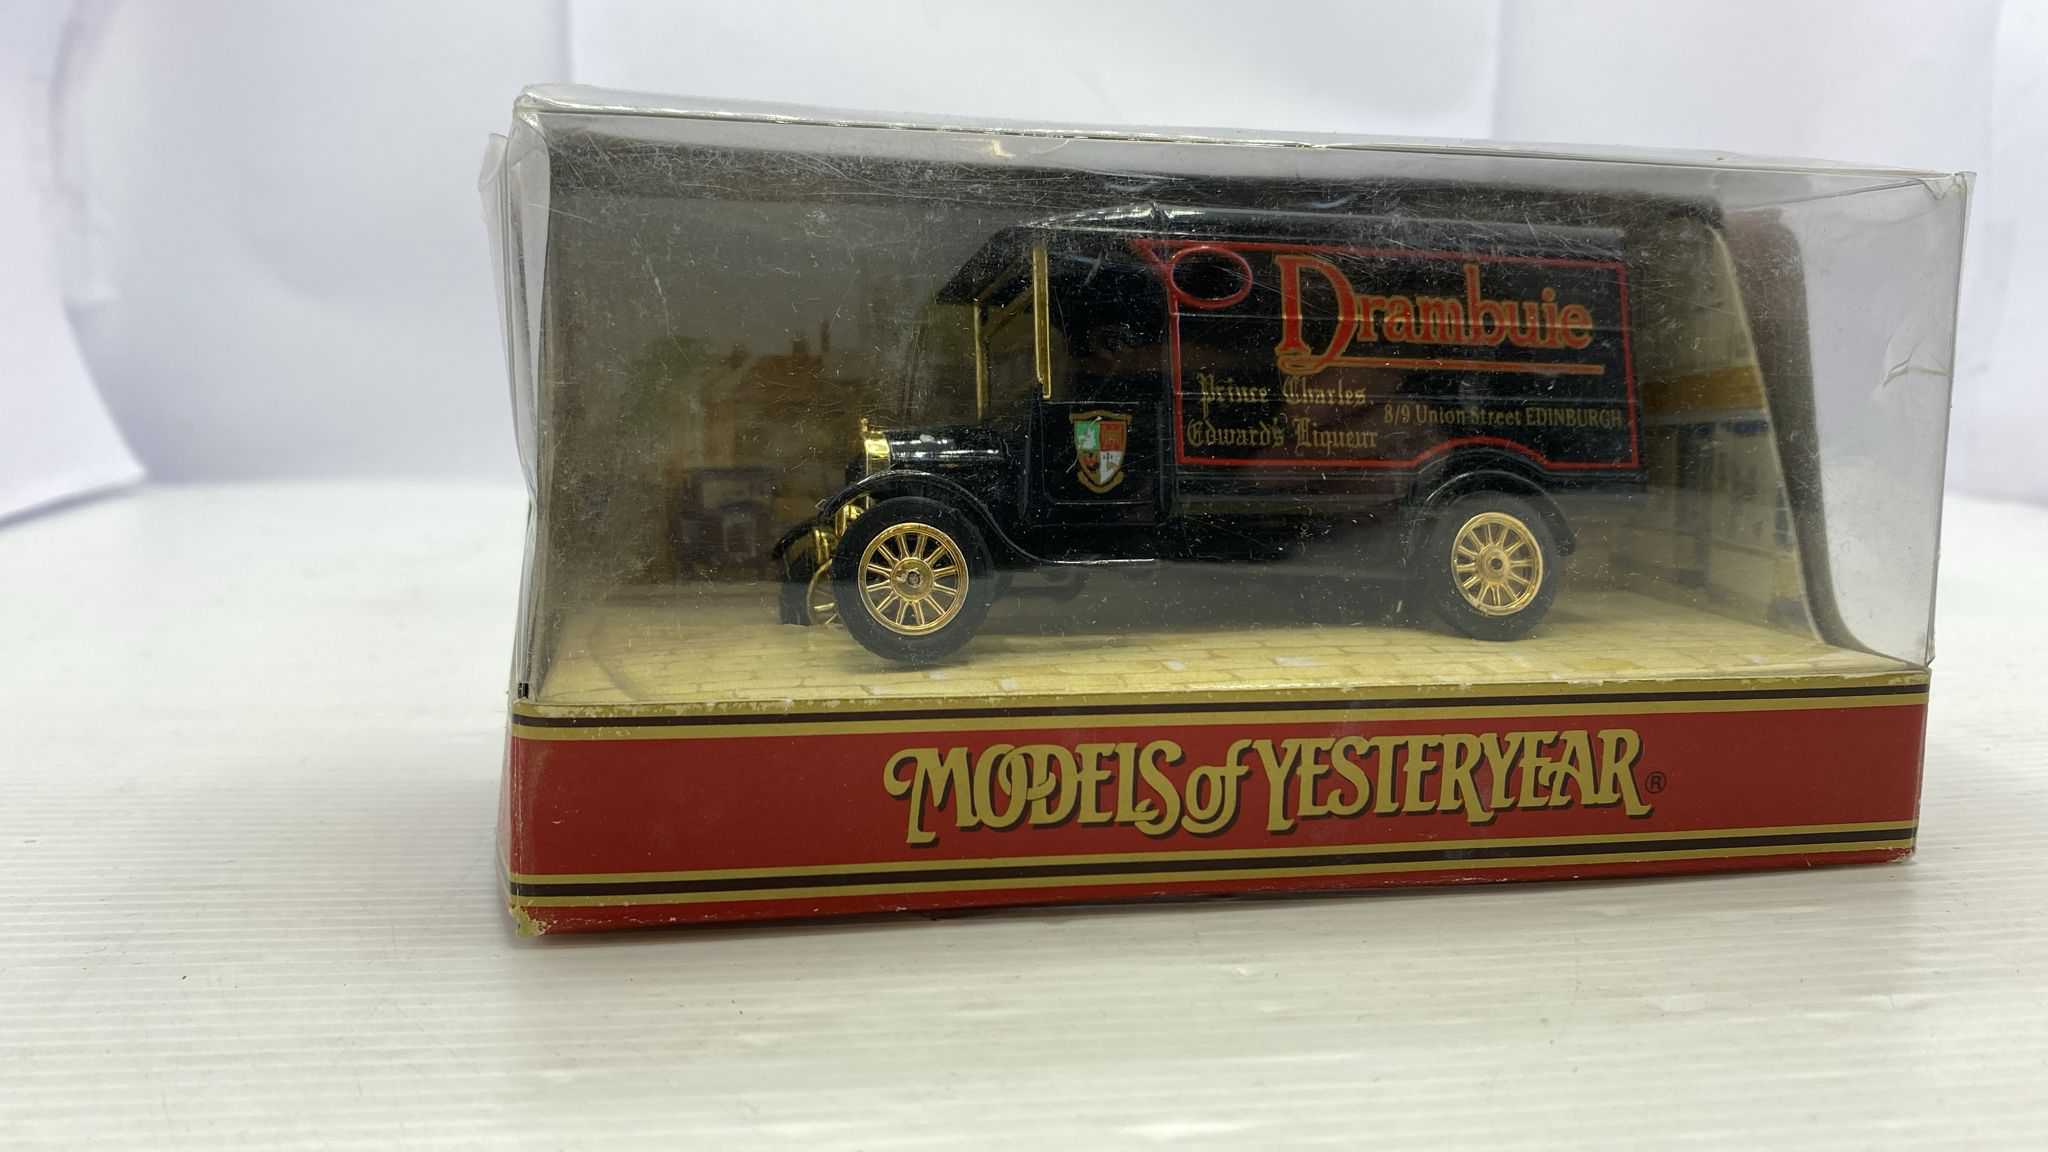 Drambuie
Prince Charles
Edward's Liqueur
8/9 Union Street EDINBURGH
MODELS of YESTERYEAR ®